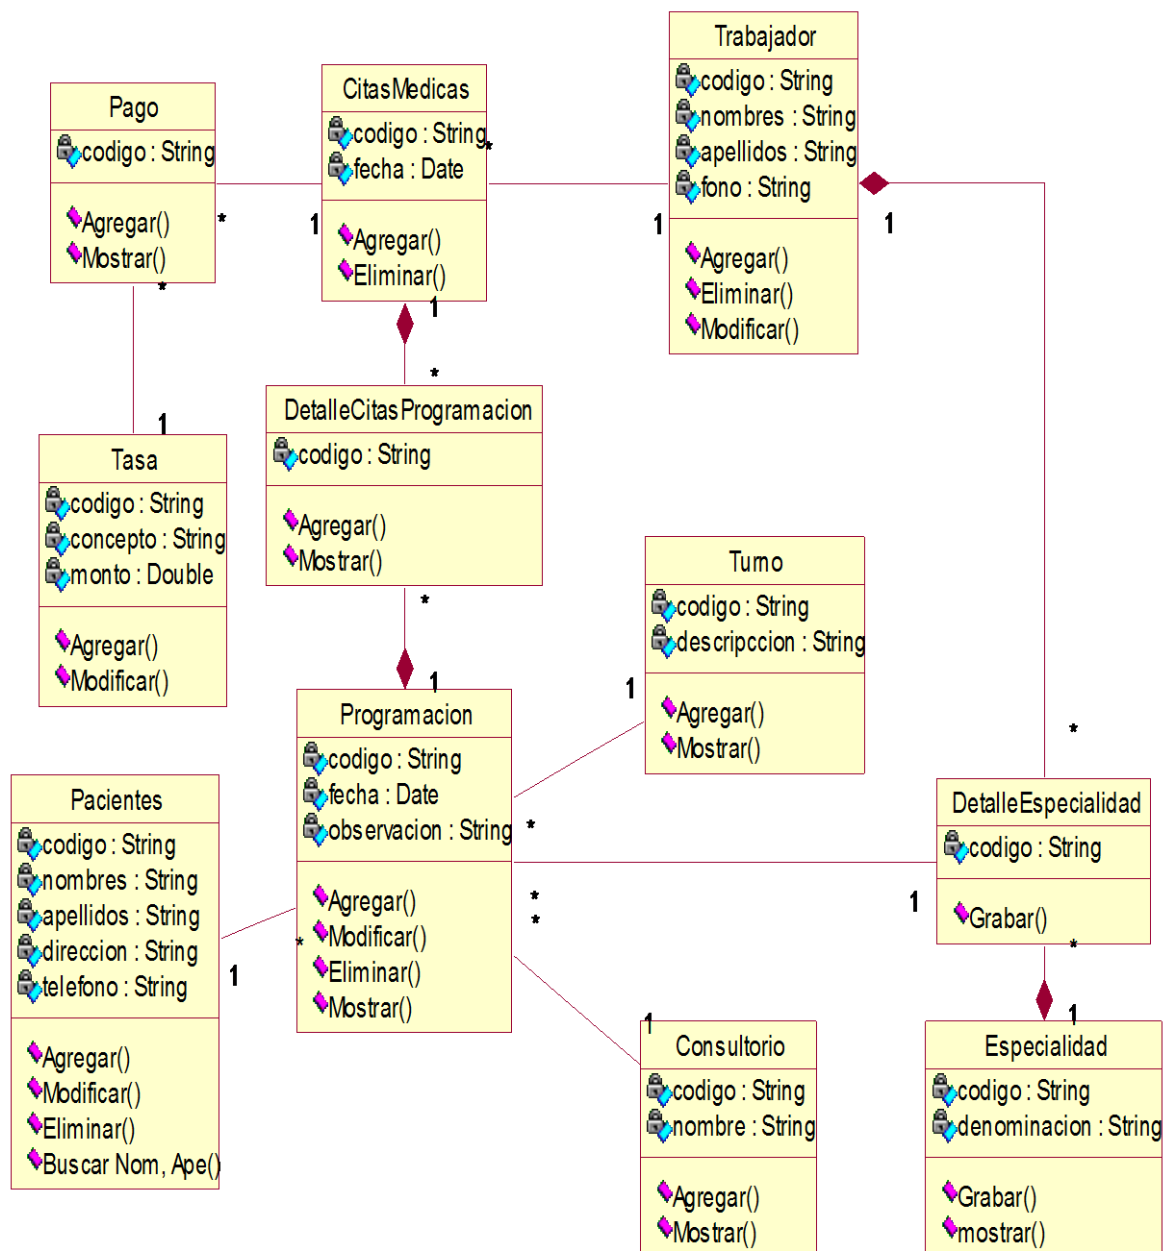 Trabajador
codigo : String
nombres : String
apellidos : String
fono : String
Agregar()
Eliminar()
Modificar()
1
1
CitasMedicas
codigo : String
*
fecha : Date
Agregar()
Eliminar()
1
1
Pago
codigo : String
Agregar()
Mostrar()
*
*
1
Tasa
codigo : String
concepto : String
monto : Double
Agregar()
Modificar()
*
DetalleCitasProgramacion
codigo : String
Agregar()
Mostrar()
*
1
Turno
codigo : String
descripccion : String
Agregar()
Mostrar()
1
Programacion
codigo : String
fecha : Date
observacion : String
*
Agregar()
Modificar()
Eliminar()
Mostrar()
*
*
*
Pacientes
codigo : String
nombres : String
apellidos : String
direccion : String
telefono : String
Agregar()
Modificar()
Eliminar()
Buscar Nom, Ape()
1
*
DetalleEspecialidad
codigo : String
Grabar()
1
*
1
Consultorio
codigo : String
nombre : String
Agregar()
Mostrar()
1
Especialidad
codigo : String
denominacion : String
Grabar()
mostrar()